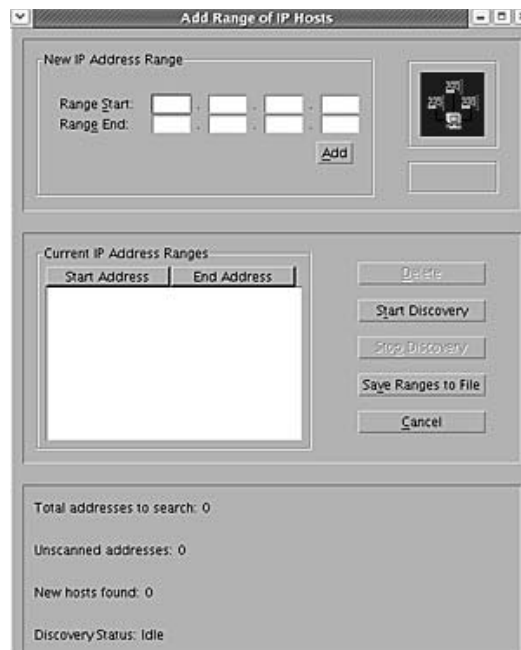 Add Range of IP Hosts
New IP Address Range
Range Start: . . .
Range End: . . .
Add
Current IP Address Ranges
Start Address End Address
Delete
Start Discovery
Stop Discovery
Save Ranges to File
Cancel
Total addresses to search: 0
Unscanned addresses: 0
New hosts found: 0
Discovery Status: Idle